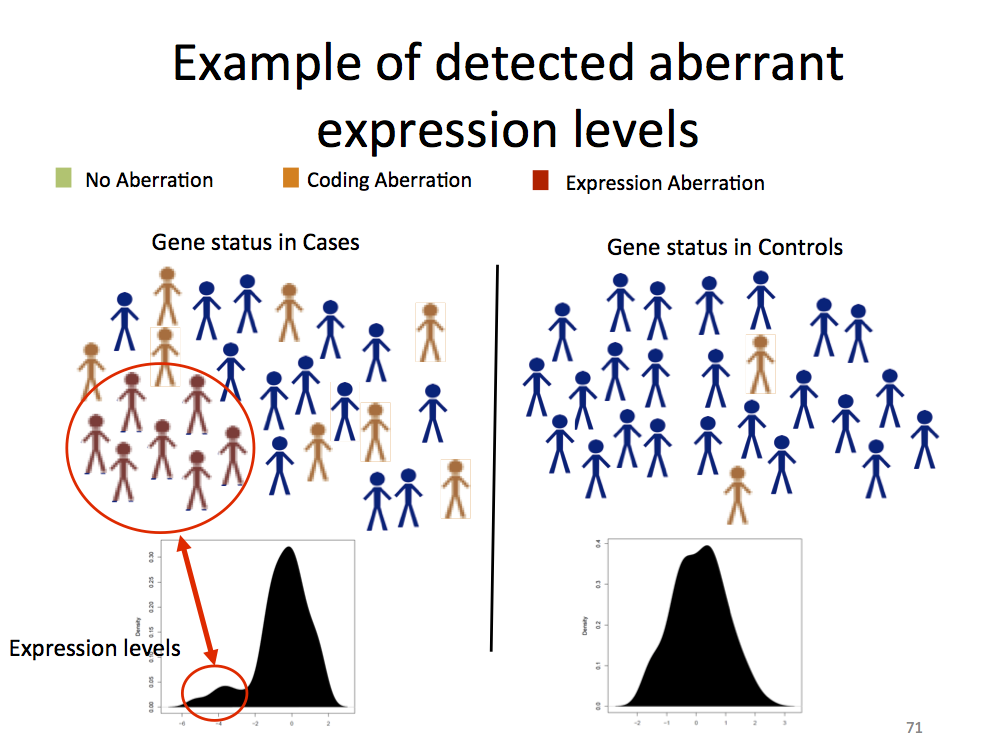 Example of detected aberrant
expression levels
No Aberration
Coding Aberration
Expression Aberration
Gene status in Cases
Gene status in Controls
Expression levels
Density
0.00
0.05
0.10
0.15
0.20
0.25
0.30
-6
-4
-2
0
2
Density
0.0
0.1
0.2
0.3
0.4
-2
-1
0
1
2
3
71